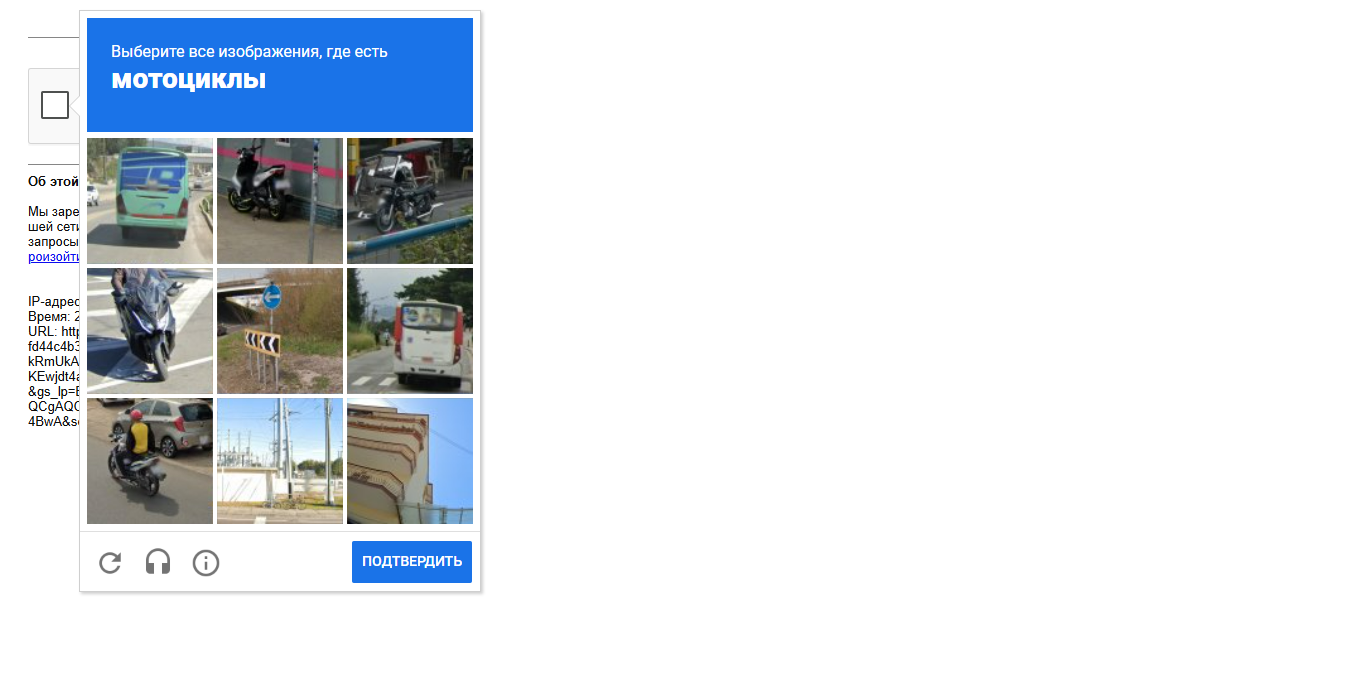 Выберите все изображения, где есть
мотоциклы
Об этой
Мы заре
шей сети
запросы
роизойти
IP-адрес
Время: 2
URL: http
fd44c4b3
kRmUkA
KEwjdt4a
&gs_lp=E
QCgAQC
4BwA&s
ПОДТВЕРДИТЬ